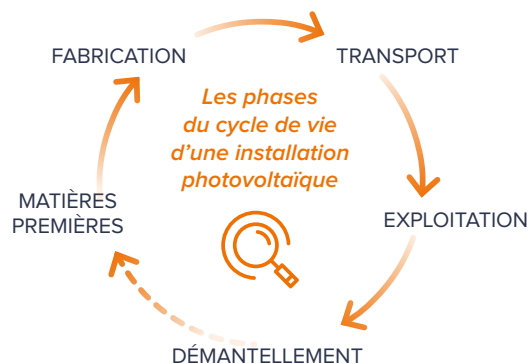 FABRICATION
TRANSPORT
Les phases
du cycle de vie
d'une installation
photovoltaïque
MATIÈRES
PREMIÈRES
EXPLOITATION
DÉMANTELLEMENT